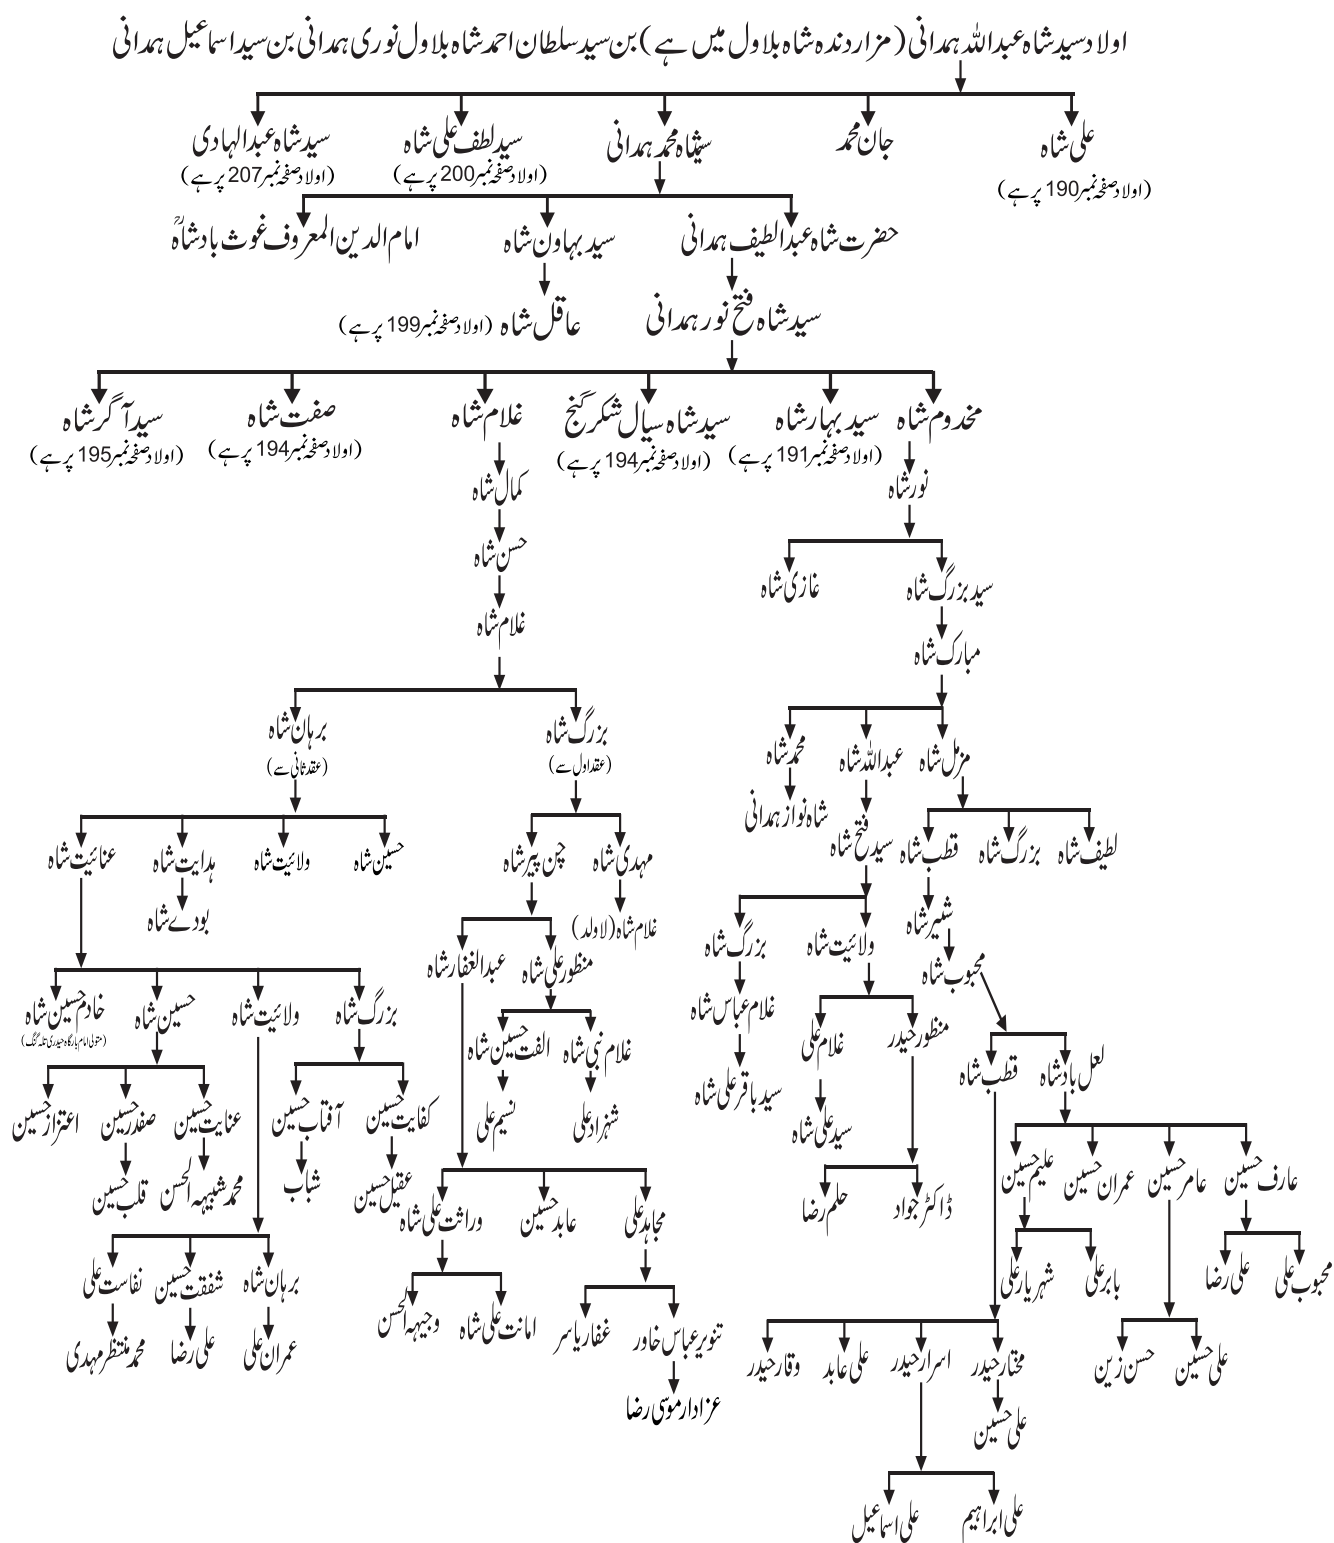 اولاد سید شاہ عبداللہ ہمدانی (مزار دندہ شاہ بلاول میں ہے) بن سید سلطان احمد شاہ بلاول نوری ہمدانی بن سید اسماعیل ہمدانی
علی شاہ جان محمد سید شاہ محمد ہمدانی سید لطف علی شاہ سید شاہ عبدالہادی
(اولاد صفحہ نمبر 190 پر ہے) (اولاد صفحہ نمبر 200 پر ہے) (اولاد صفحہ نمبر 207 پر ہے)
حضرت شاہ عبدالطیف ہمدانی سید بہاون شاہ امام الدین المعروف غوث بادشاہؒ
سید شاہ فتح نور ہمدانی عاقل شاہ (اولاد صفحہ نمبر 199 پر ہے)
مخدوم شاہ سید بہار شاہ سید شاہ سیال شکر گنج غلام شاہ صفت شاہ سید آگر شاہ
(اولاد صفحہ نمبر 191 پر ہے) (اولاد صفحہ نمبر 194 پر ہے) (اولاد صفحہ نمبر 194 پر ہے) (اولاد صفحہ نمبر 195 پر ہے)
نور شاہ کمال شاہ
حسن شاہ
سید بزرگ شاہ غازی شاہ
غلام شاہ
مبارک شاہ
بزرگ شاہ برہان شاہ
(عقد اول سے) (عقد ثانی سے)
مزمل شاہ عبداللہ شاہ محمد شاہ
شاہ نواز ہمدانی
لطیف شاہ بزرگ شاہ قطب شاہ سید فتح شاہ مہدی شاہ چن پیر شاہ حسین شاہ ولائیت شاہ ہدایت شاہ عنائیت شاہ
شبیر شاہ غلام شاہ (لاولد) بودے شاہ
ولائیت شاہ بزرگ شاہ
محبوب شاہ منظور علی شاہ عبدالغفار شاہ
غلام عباس شاہ بزرگ شاہ ولائیت شاہ حسین شاہ خادم حسین شاہ
(متولی امام بارگاہ حیدری تلہ گنگ)
منظور حیدر غلام علی غلام نبی شاہ الفت حسین شاہ
لعل بادشاہ قطب شاہ
سید باقر علی شاہ
شہزاد علی نسیم علی کفایت حسین آفتاب حسین عنایت حسین صفدر حسین اعتزاز حسین
سید علی شاہ
عارف حسین عامر حسین عمران حسین علیم حسین
عقیل حسین شباب محمد شبیہہ الحسن قلب حسین
ڈاکٹر جواد حلم رضا مجاہد علی عابد حسین وراثت علی شاہ
محبوب علی علی رضا بابر علی شہریار علی
برہان شاہ شفقت حسین نفاست علی
تنویر عباس خاور غفار یاسر امانت علی شاہ وجیہہ الحسن
عمران علی علی رضا محمد منتظر مہدی
علی حسین حسن زین مختار حیدر اسرار حیدر علی عابد وقار حیدر
عزادار موسی رضا
علی حسین
علی ابراہیم علی اسماعیل